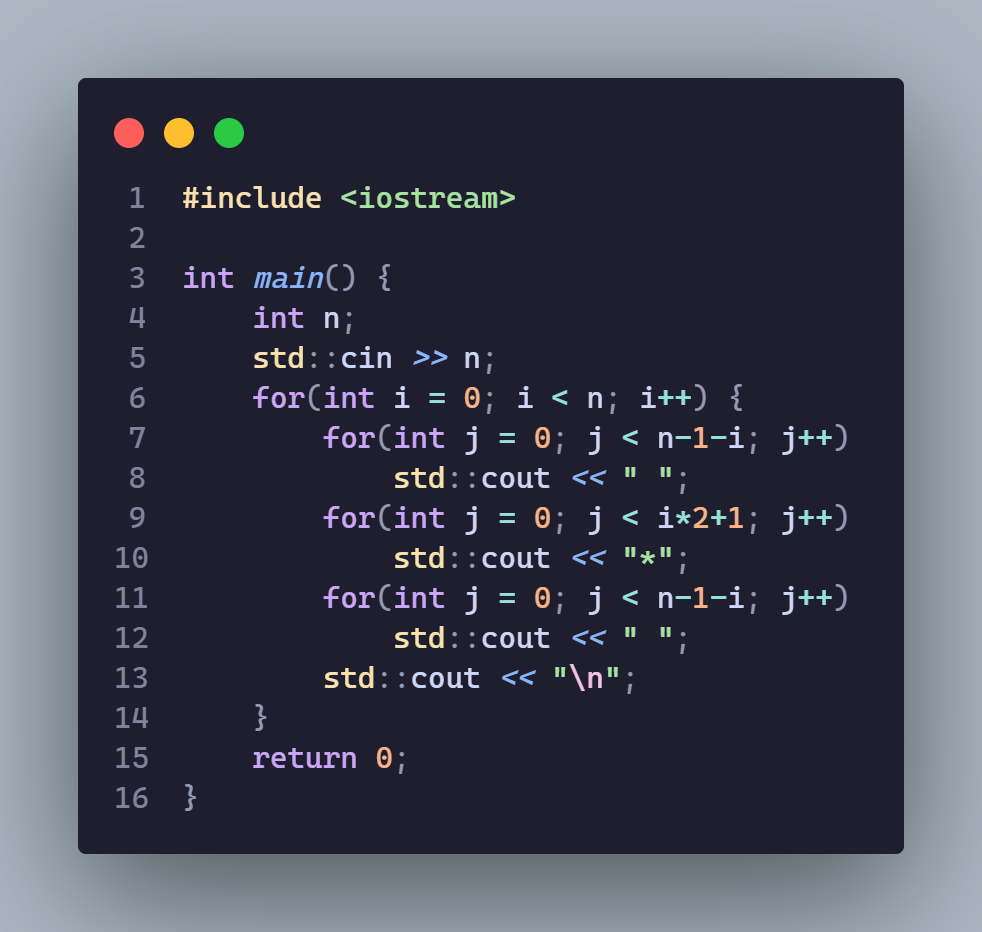 1 #include <iostream>
2
3 int main() {
4     int n;
5     std::cin >> n;
6     for(int i = 0; i < n; i++) {
7         for(int j = 0; j < n-1-i; j++)
8             std::cout << " ";
9         for(int j = 0; j < i*2+1; j++)
10             std::cout << "*";
11         for(int j = 0; j < n-1-i; j++)
12             std::cout << " ";
13         std::cout << "\n";
14     }
15     return 0;
16 }